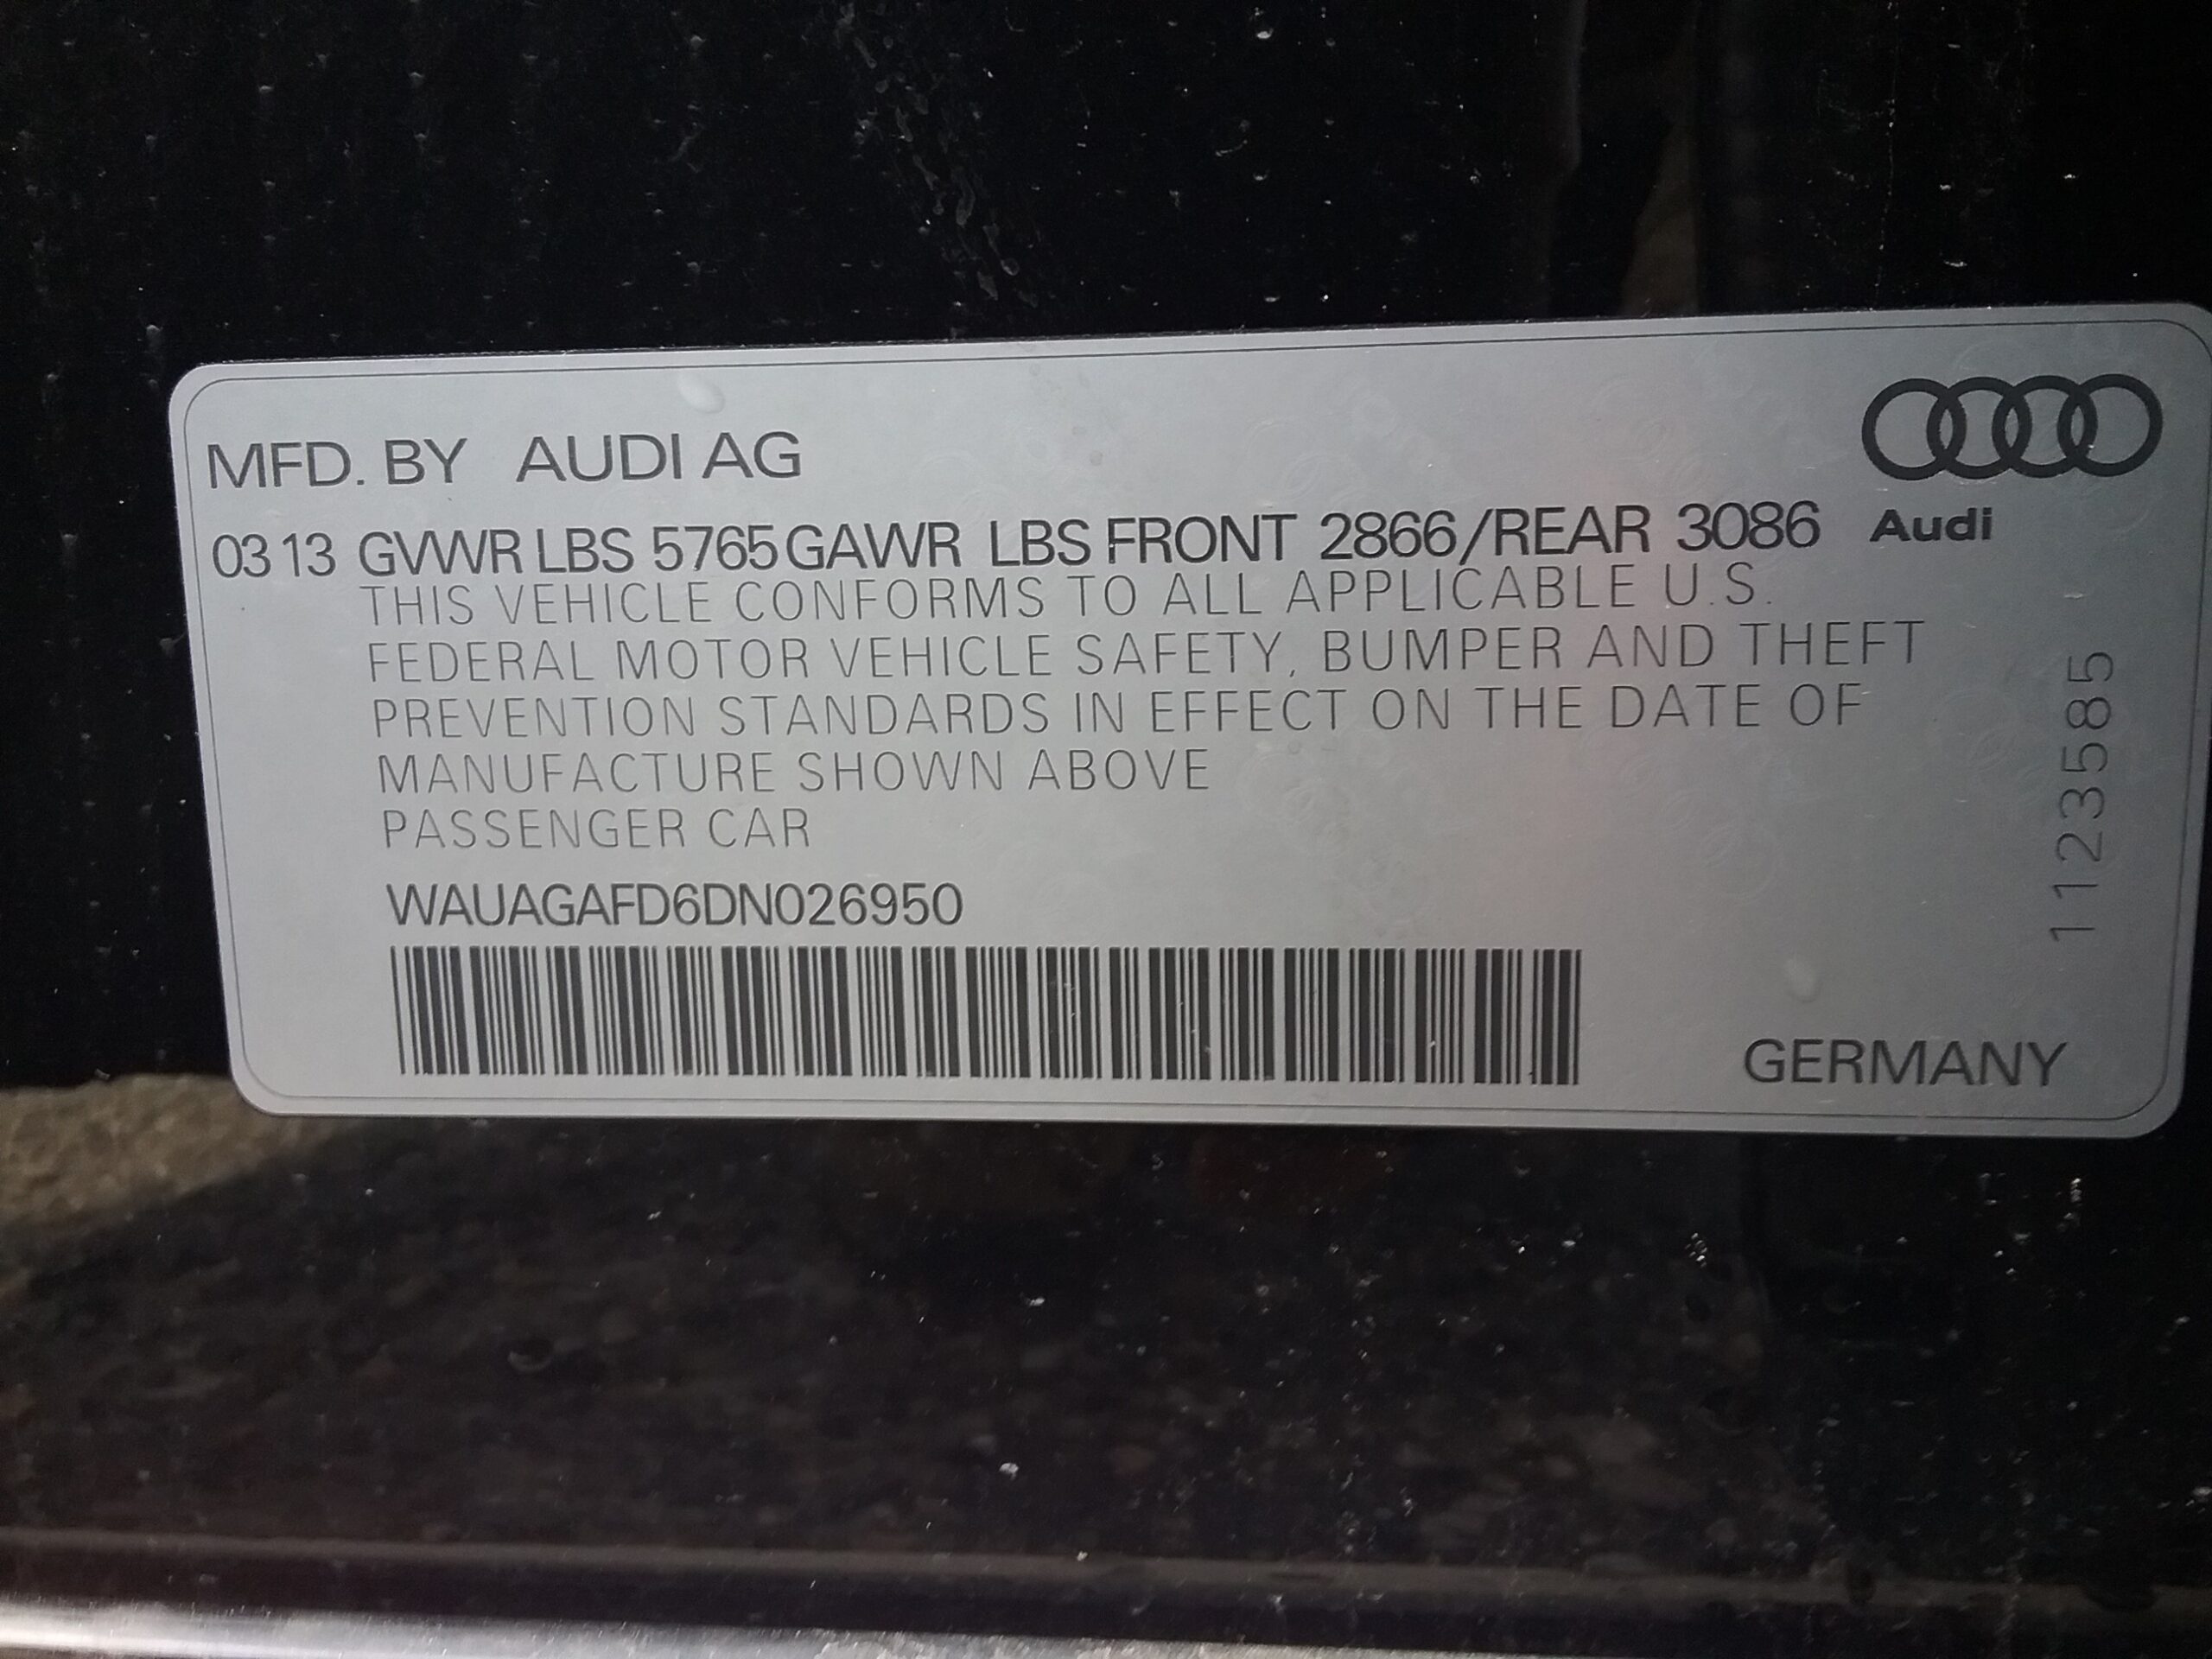 MFD. BY AUDI AG
03 13 GVWR LBS 5765 GAWR LBS FRONT 2866/REAR 3086
Audi
THIS VEHICLE CONFORMS TO ALL APPLICABLE U.S.
FEDERAL MOTOR VEHICLE SAFETY, BUMPER AND THEFT
PREVENTION STANDARDS IN EFFECT ON THE DATE OF
MANUFACTURE SHOWN ABOVE
PASSENGER CAR
WAUAGAFD6DN026950
1123585
GERMANY